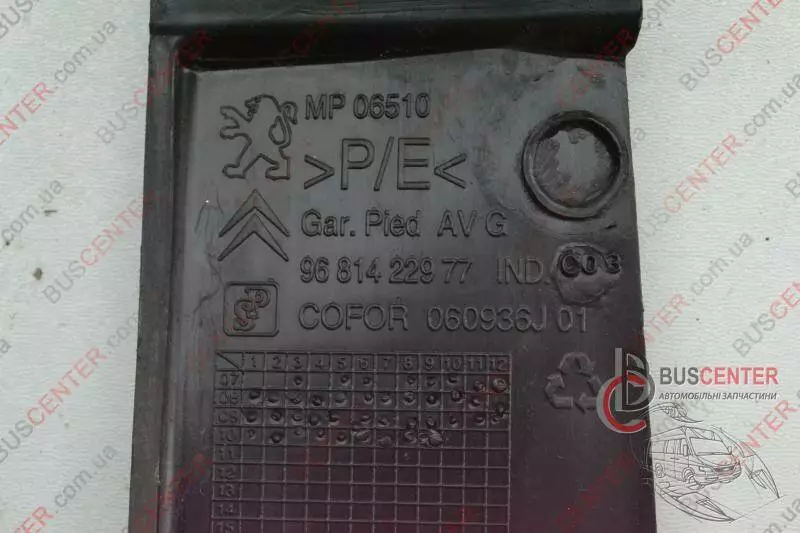 MP 06510
>P/E<
Gar. Pied AV G
96 814 229 77 IND. C03
SP
COFOR 060936J 01
1 2 3 4 5 6 7 8 9 10 11 12
07
08
09
10
11
12
13
14
15
BUSCENTER
АВТОМОБІЛЬНІ ЗАПЧАСТИНИ
BUSCENTER.com.ua